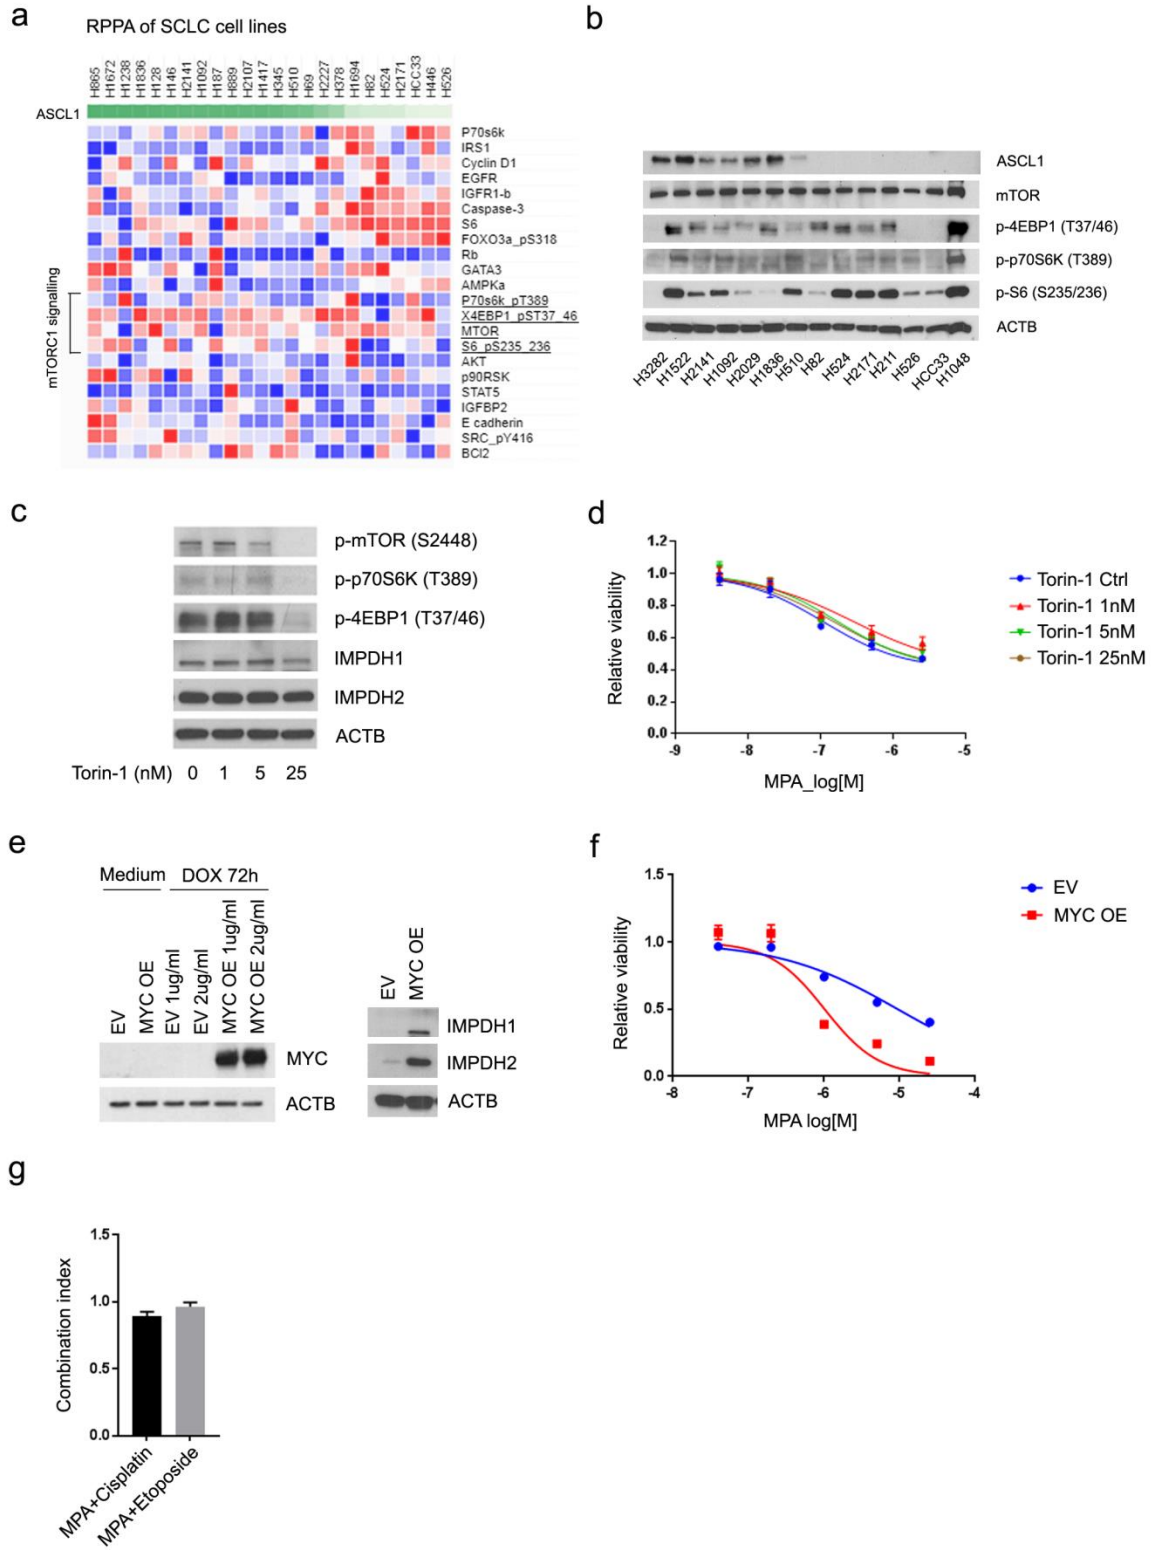 a
RPPA of SCLC cell lines
H865 H1672 H1238 H1836 H128 H146 H2141 H1092 H187 H889 H2107 H1417 H345 H510 H69 H2227 H378 H1694 H82 H524 H2171 HCC33 H446 H526
ASCL1
P70s6k
IRS1
Cyclin D1
EGFR
IGFR1-b
Caspase-3
S6
FOXO3a_pS318
Rb
GATA3
AMPKa
P70s6k_pT389
X4EBP1_pST37_46
MTOR
S6_pS235_236
AKT
p90RSK
STAT5
IGFBP2
E cadherin
SRC_pY416
BCl2
mTORC1 signalling
b
ASCL1
mTOR
p-4EBP1 (T37/46)
p-p70S6K (T389)
p-S6 (S235/236)
ACTB
H3282 H1522 H2141 H1092 H2029 H1836 H510 H82 H524 H2171 H211 H526 HCC33 H1048
c
p-mTOR (S2448)
p-p70S6K (T389)
p-4EBP1 (T37/46)
IMPDH1
IMPDH2
ACTB
Torin-1 (nM) 0 1 5 25
d
1.2
1.0
0.8
0.6
0.4
0.2
0.0
-9 -8 -7 -6 -5
Relative viability
MPA_log[M]
Torin-1 Ctrl
Torin-1 1nM
Torin-1 5nM
Torin-1 25nM
e
Medium DOX 72h
EV MYC OE EV 1ug/ml EV 2ug/ml MYC OE 1ug/ml MYC OE 2ug/ml
MYC
ACTB
EV MYC OE
IMPDH1
IMPDH2
ACTB
f
1.5
1.0
0.5
0.0
-8 -7 -6 -5 -4
Relative viability
MPA log[M]
EV
MYC OE
g
1.5
1.0
0.5
0.0
Combination index
MPA+Cisplatin
MPA+Etoposide